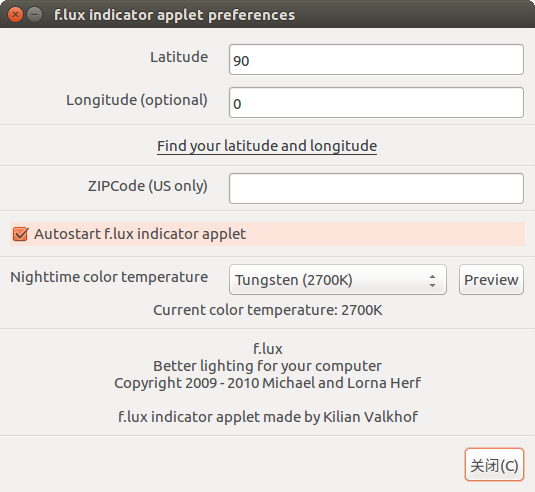 f.lux indicator applet preferences
Latitude 90
Longitude (optional) 0
Find your latitude and longitude
ZIPCode (US only)
Autostart f.lux indicator applet
Nighttime color temperature Tungsten (2700K) Preview
Current color temperature: 2700K
f.lux
Better lighting for your computer
Copyright 2009 - 2010 Michael and Lorna Herf
f.lux indicator applet made by Kilian Valkhof
关闭(C)